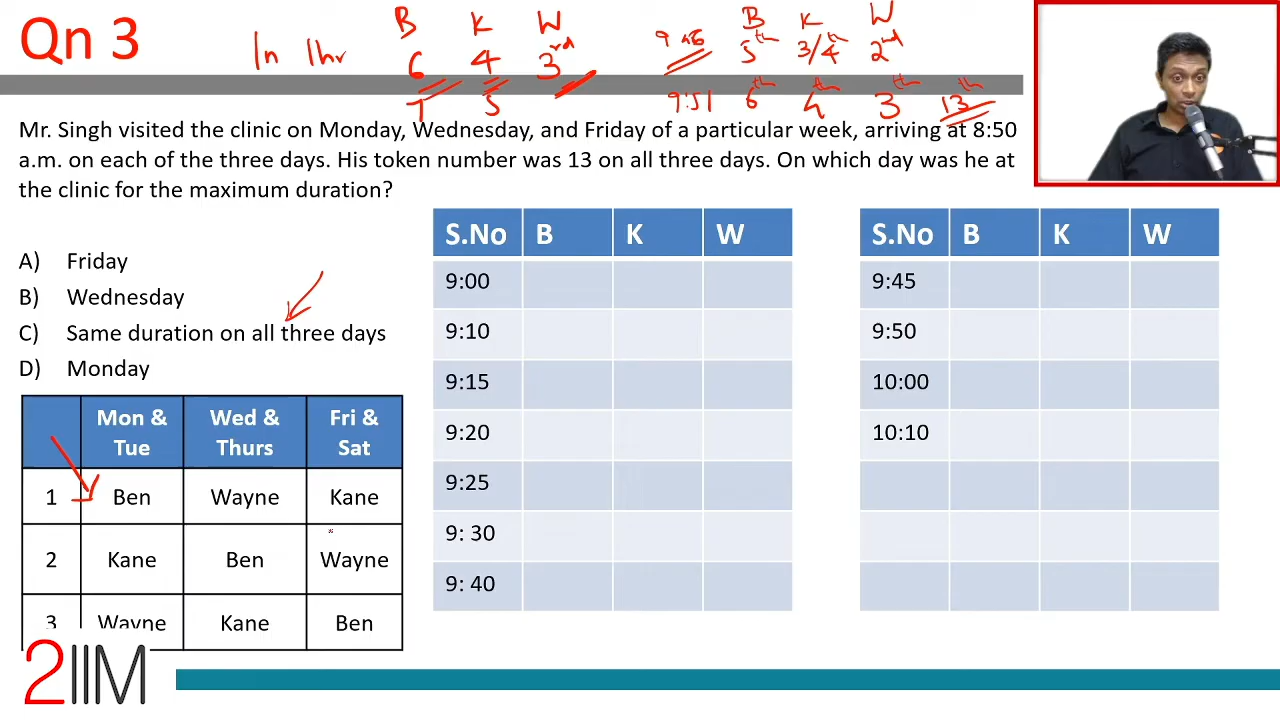 Qn 3
In 1hr
B K W
6 4 3rd
7 5
B K W
9:46 5th 3/4th 2nd
9:51 6th 4th 3th 13th
Mr. Singh visited the clinic on Monday, Wednesday, and Friday of a particular week, arriving at 8:50
a.m. on each of the three days. His token number was 13 on all three days. On which day was he at
the clinic for the maximum duration?
A) Friday
B) Wednesday
C) Same duration on all three days
D) Monday
Mon & Wed & Fri &
Tue Thurs Sat
1 Ben Wayne Kane
2 Kane Ben Wayne
3 Wayne Kane Ben
S.No B K W
9:00
9:10
9:15
9:20
9:25
9: 30
9: 40
S.No B K W
9:45
9:50
10:00
10:10
2IIM